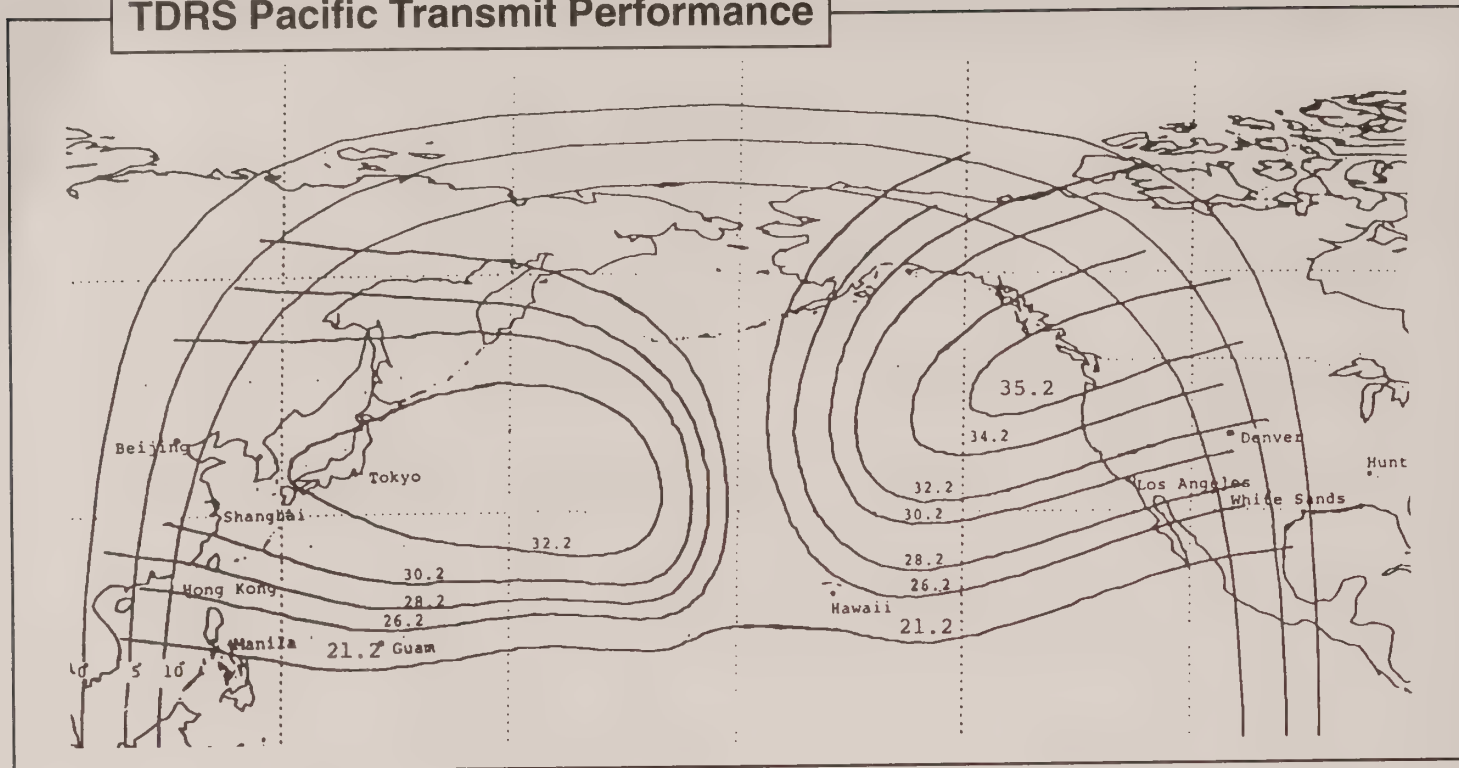 TDRS Pacific Transmit Performance
35.2
34.2
Beijing
Denver
Tokyo
Hunt
Los Angeles
32.2
White Sands
30.2
Shanghai
32.2
28.2
30.2
26.2
Hong Kong
28.2
Hawaii
26.2
21.2
Manila
21.2 Guam
0 5 10